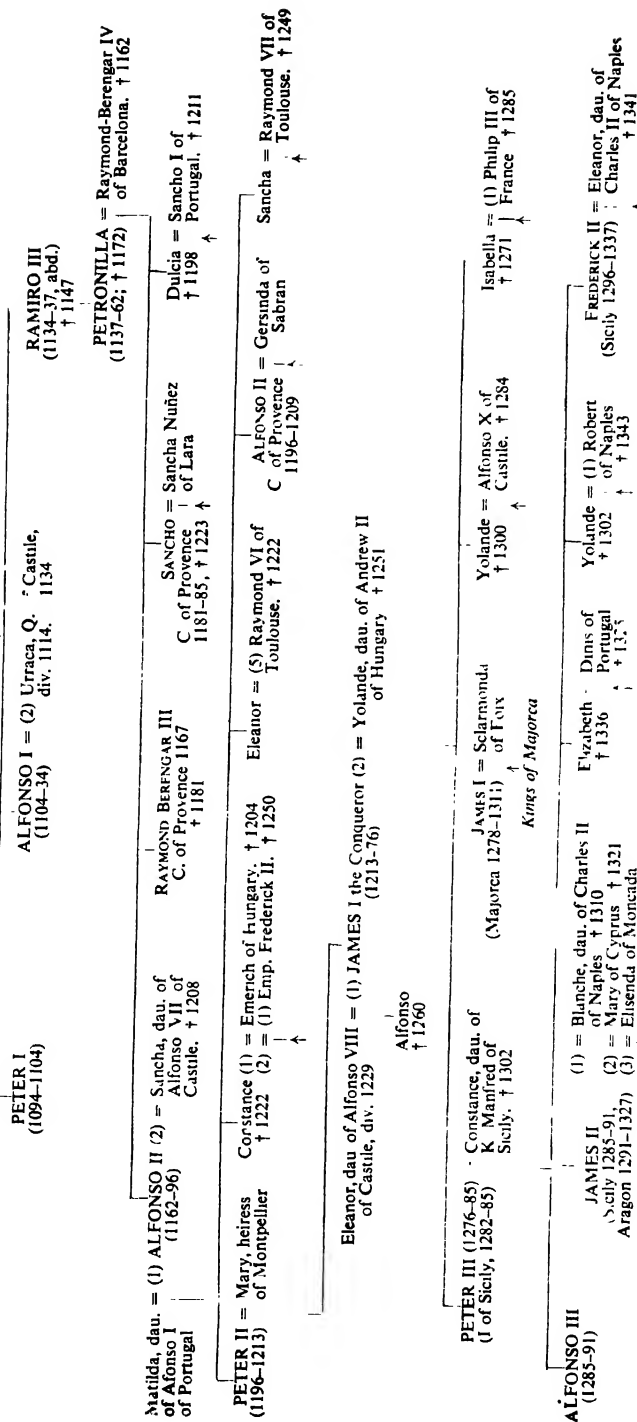 PETER I
(1094–1104)
ALFONSO I = (2) Urraca, Q. Castile,
(1104–34) div. 1114. 1134
RAMIRO III
(1134–37, abd.)
† 1147
PETRONILLA = Raymond-Berengar IV
(1137–62; † 1172) of Barcelona. † 1162
Matilda, dau. = (1) ALFONSO II (2) = Sancha, dau. of
of Afonso I (1162–96) Alfonso VII of
of Portugal Castile. † 1208
RAYMOND BERENGAR III
C. of Provence 1167
† 1181
SANCHO = Sancha Nuñez
C of Provence of Lara
1181–85, † 1223
Dulcia = Sancho I of
† 1198 Portugal. † 1211
PETER II = Mary, heiress
(1196–1213) of Montpellier
Constance (1) = Emerich of Hungary. † 1204
† 1222 (2) = (1) Emp. Frederick II. † 1250
Eleanor = (5) Raymond VI of
Toulouse. † 1222
ALFONSO II = Gersinda of
C of Provence Sabran
1196–1209
Sancha = Raymond VII of
Toulouse. † 1249
Eleanor, dau of Alfonso VIII = (1) JAMES I the Conqueror (2) = Yolande, dau. of Andrew II
of Castile, div. 1229 (1213–76) of Hungary † 1251
Alfonso
† 1260
PETER III (1276–85) - Constance, dau. of
(I of Sicily, 1282–85) K Manfred of
Sicily. † 1302
JAMES I = Sclarmonda
(Majorca 1278– of Foix
Kings of Majorca
Yolande = Alfonso X of
† 1300 Castile. † 1284
Isabella = (1) Philip III of
† 1271 France † 1285
ALFONSO III
(1285–91)
JAMES II (1) = Blanche, dau. of Charles II
of Naples † 1310
Sicily 1285–91, (2) = Mary of Cyprus † 1321
Aragon 1291–1327) (3) = Elisenda of Moncada
Elizabeth - Dinis of
† 1336 Portugal
Yolande = (1) Robert
† 1302 of Naples
† 1343
FREDERICK II = Eleanor, dau. of
(Sicily 1296–1337) Charles II of Naples
† 1341